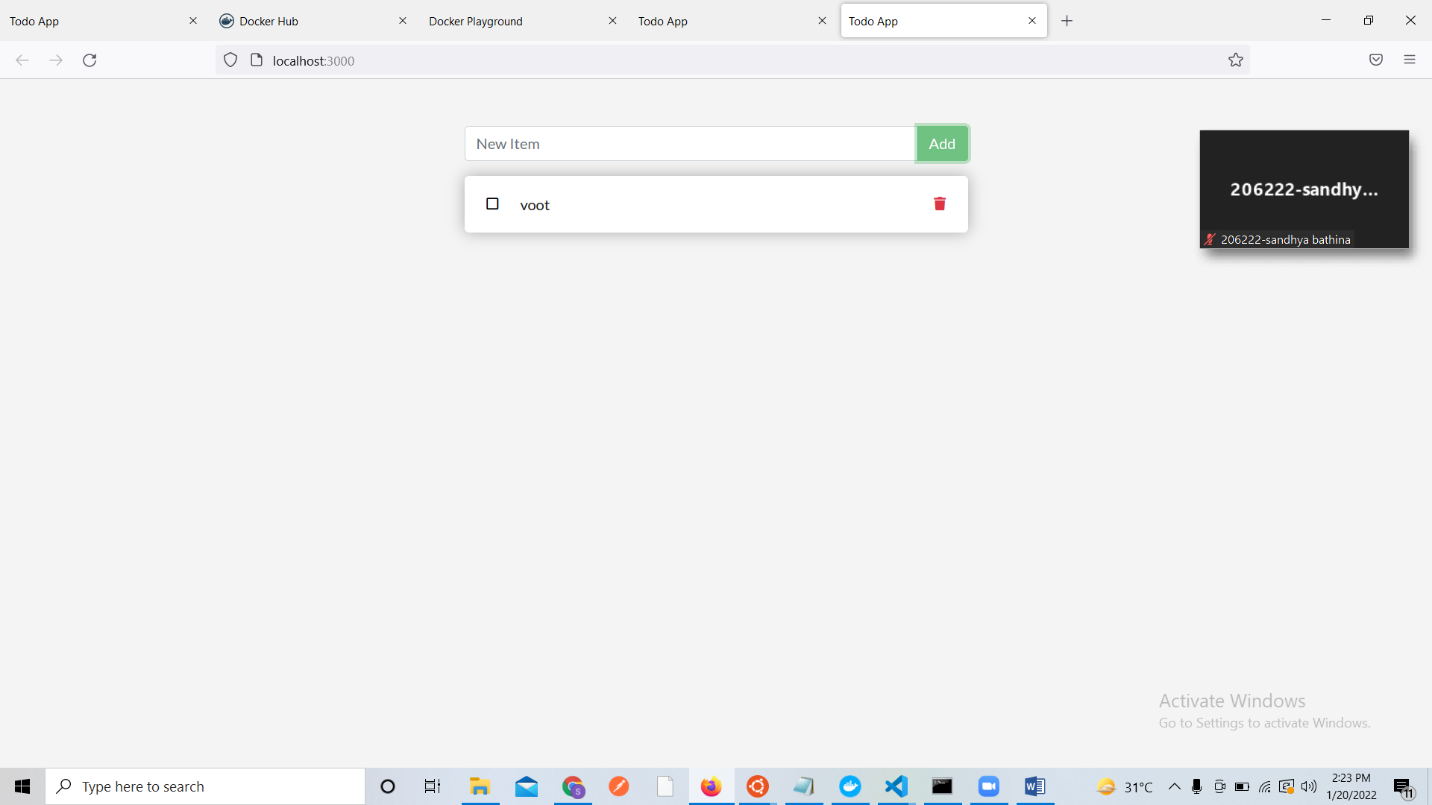 Todo App
Docker Hub
Docker Playground
Todo App
Todo App
localhost:3000
New Item
Add
voot
206222-sandhy...
206222-sandhya bathina
Activate Windows
Go to Settings to activate Windows.
Type here to search
S
31°C
2:23 PM
1/20/2022
11